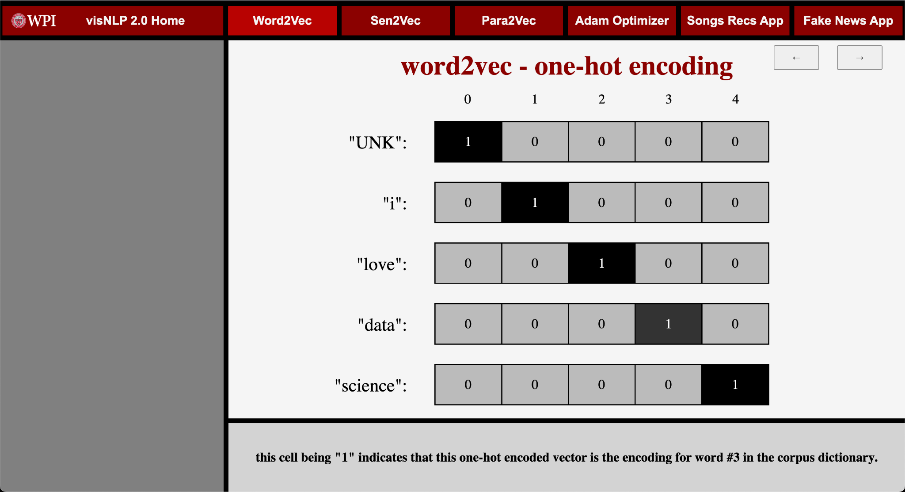 WPI visNLP 2.0 Home Word2Vec Sen2Vec Para2Vec Adam Optimizer Songs Recs App Fake News App
word2vec - one-hot encoding ← →
0 1 2 3 4
"UNK": 1 0 0 0 0
"i": 0 1 0 0 0
"love": 0 0 1 0 0
"data": 0 0 0 1 0
"science": 0 0 0 0 1
this cell being "1" indicates that this one-hot encoded vector is the encoding for word #3 in the corpus dictionary.